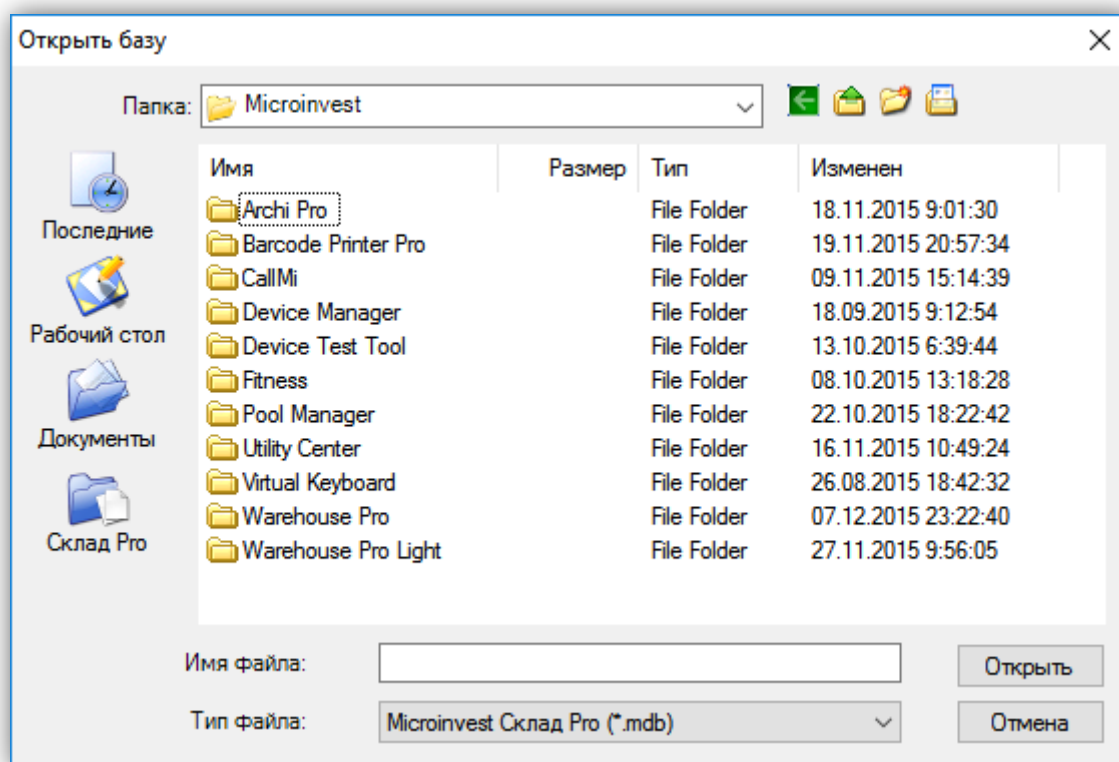 Открыть базу
Папка: Microinvest
Имя Размер Тип Изменен
Archi Pro File Folder 18.11.2015 9:01:30
Barcode Printer Pro File Folder 19.11.2015 20:57:34
CallMi File Folder 09.11.2015 15:14:39
Device Manager File Folder 18.09.2015 9:12:54
Device Test Tool File Folder 13.10.2015 6:39:44
Fitness File Folder 08.10.2015 13:18:28
Pool Manager File Folder 22.10.2015 18:22:42
Utility Center File Folder 16.11.2015 10:49:24
Virtual Keyboard File Folder 26.08.2015 18:42:32
Warehouse Pro File Folder 07.12.2015 23:22:40
Warehouse Pro Light File Folder 27.11.2015 9:56:05
Последние
Рабочий стол
Документы
Склад Pro
Имя файла: Открыть
Тип файла: Microinvest Склад Pro (*.mdb) Отмена